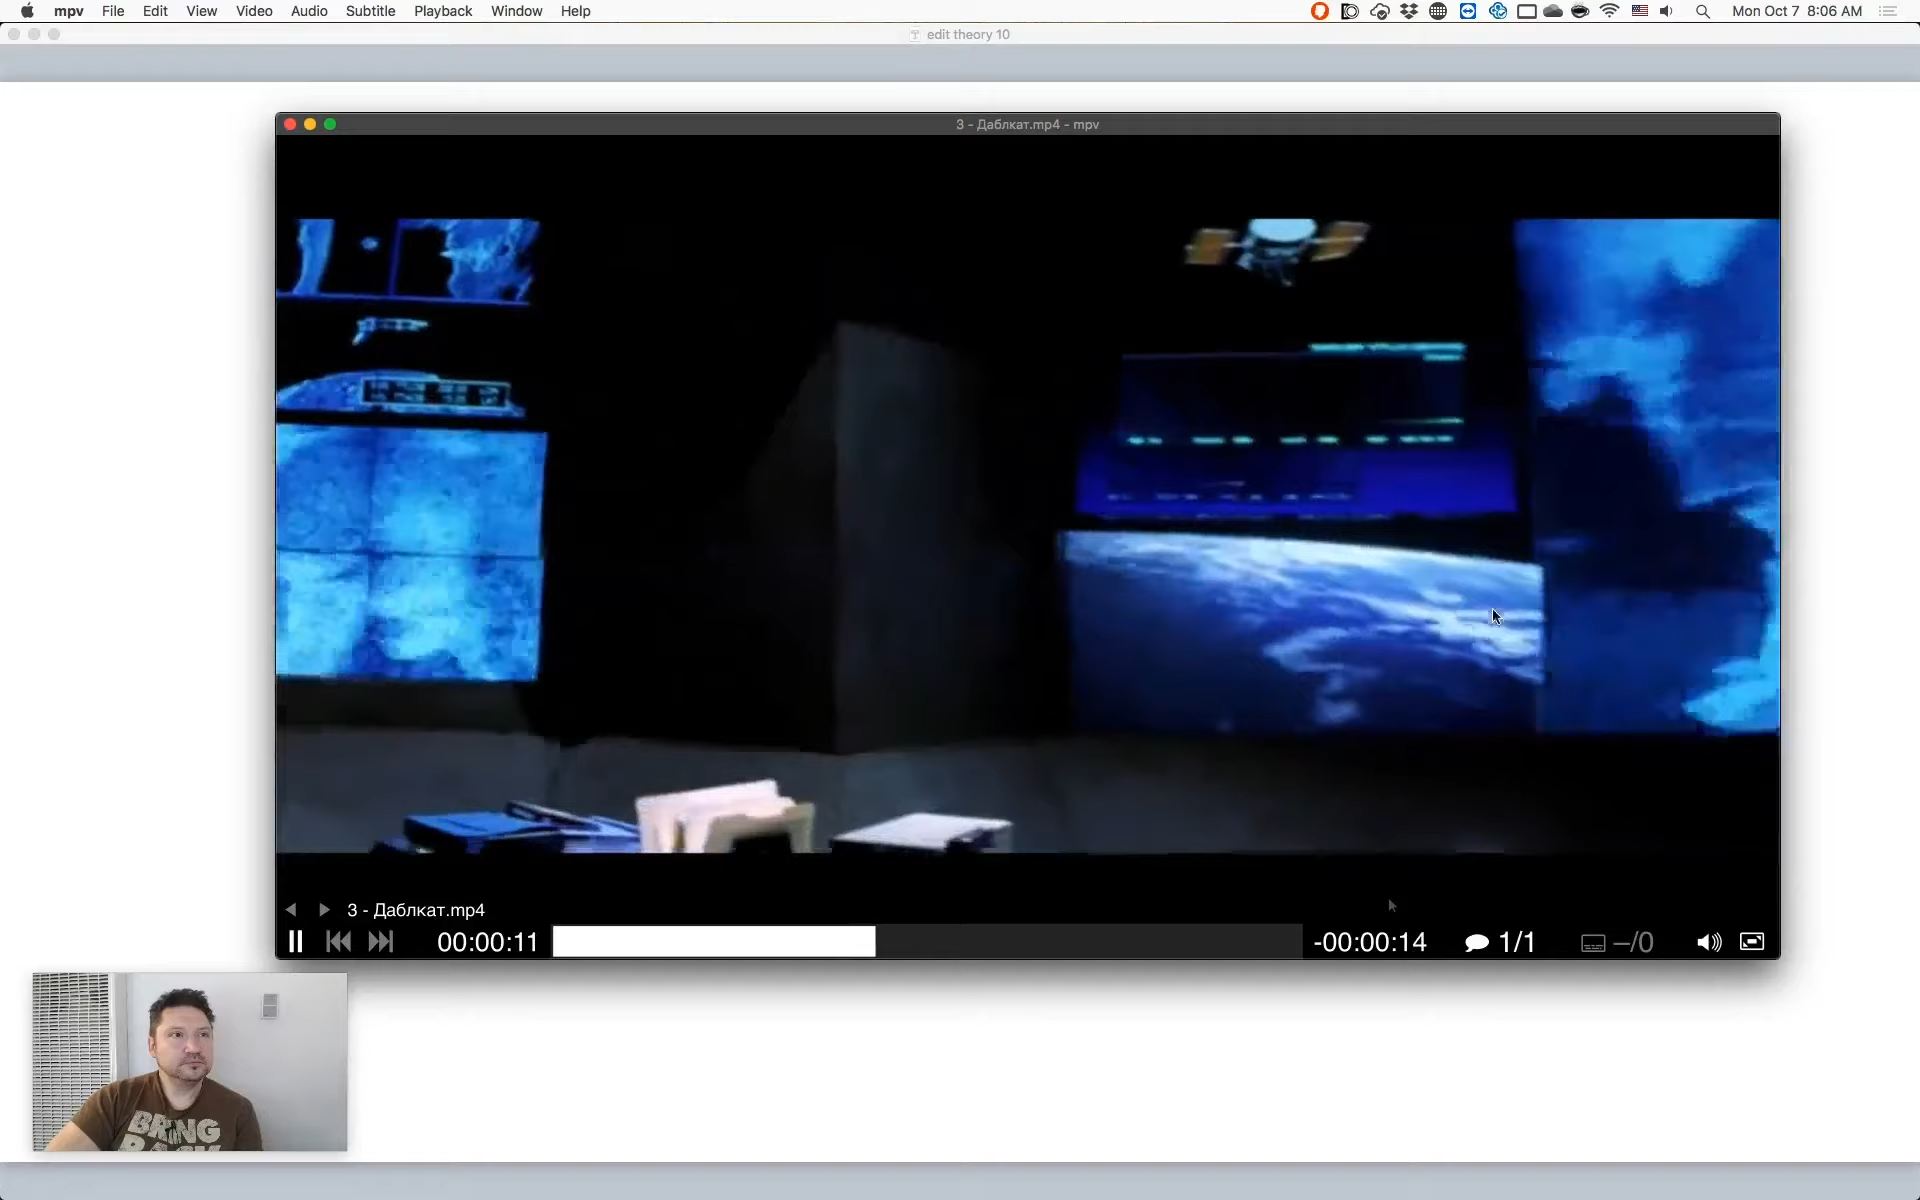 mpv File Edit View Video Audio Subtitle Playback Window Help Mon Oct 7 8:06 AM
edit theory 10
3 - Даблкат.mp4 - mpv
3 - Даблкат.mp4
00:00:11 -00:00:14 1/1 –/0
BRING